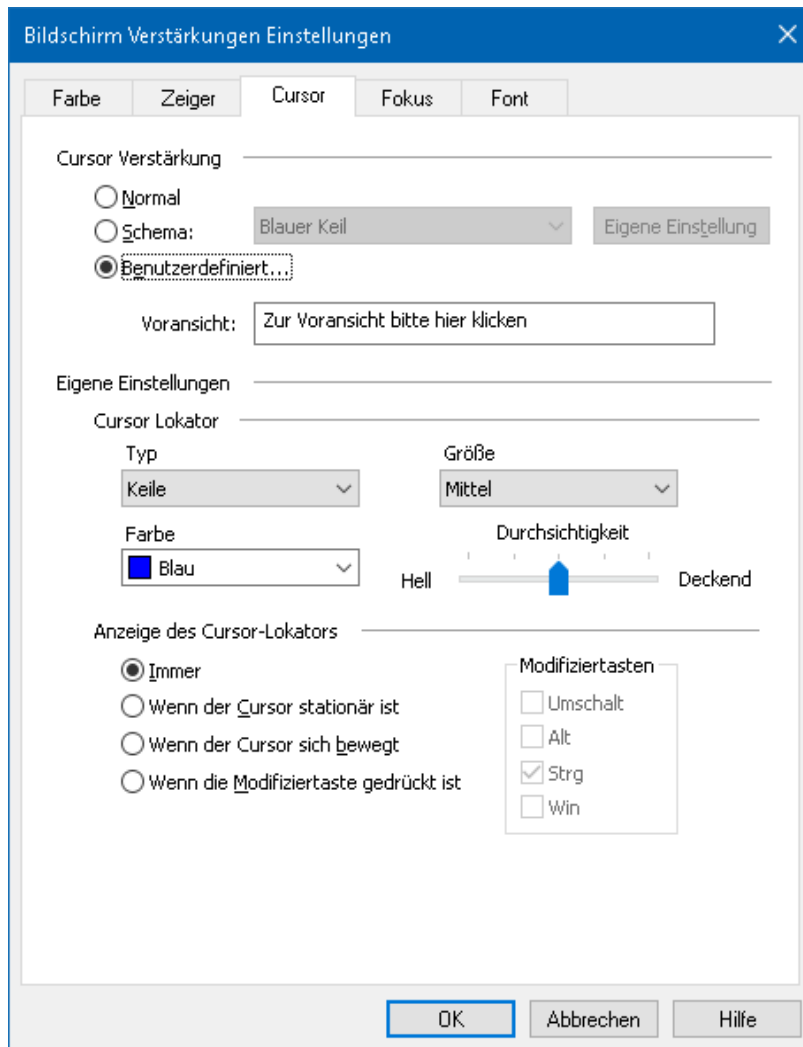 Bildschirm Verstärkungen Einstellungen
Farbe Zeiger Cursor Fokus Font
Cursor Verstärkung
Normal
Schema: Blauer Keil Eigene Einstellung
Benutzerdefiniert...
Voransicht: Zur Voransicht bitte hier klicken
Eigene Einstellungen
Cursor Lokator
Typ Größe
Keile Mittel
Farbe Durchsichtigkeit
Blau Hell Deckend
Anzeige des Cursor-Lokators
Immer Modifiziertasten
Wenn der Cursor stationär ist Umschalt
Wenn der Cursor sich bewegt Alt
Wenn die Modifiziertaste gedrückt ist Strg
Win
OK Abbrechen Hilfe